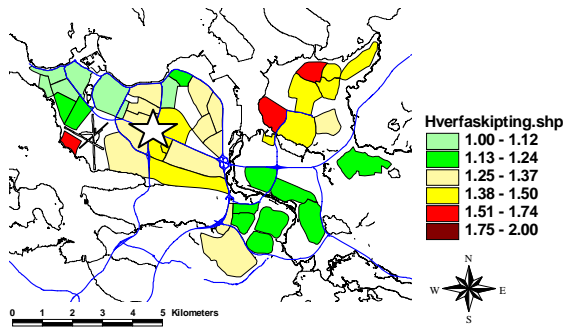 Hverfaskipting.shp
1.00 - 1.12
1.13 - 1.24
1.25 - 1.37
1.38 - 1.50
1.51 - 1.74
1.75 - 2.00
N
W E
S
0 1 2 3 4 5 Kilometers